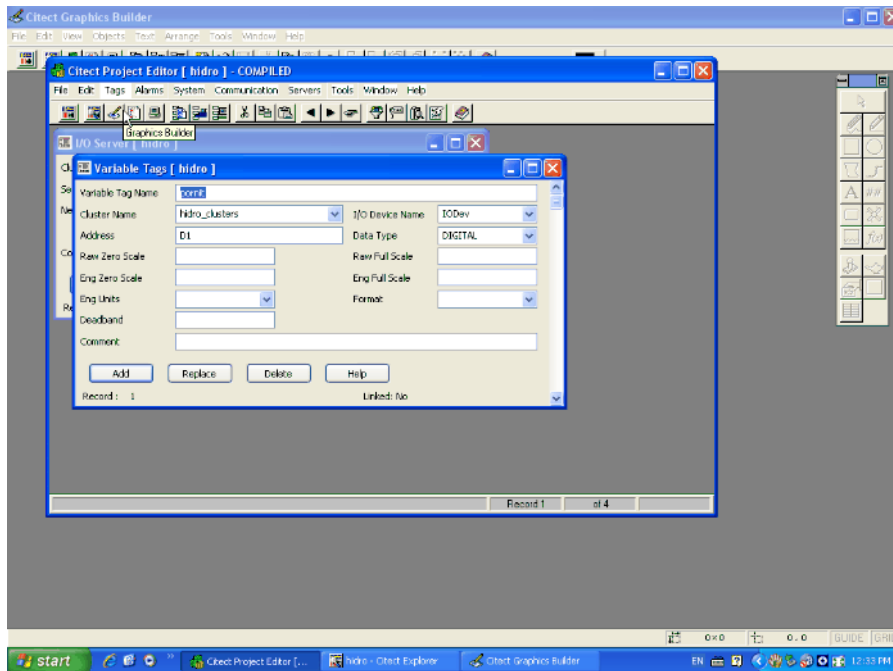 Citect Graphics Builder
File Edit View Objects Text Arrange Tools Window Help
Citect Project Editor [ hidro ] - COMPILED
File Edit Tags Alarms System Communication Servers Tools Window Help
Graphics Builder
I/O Server [ hidro ]
Variable Tags [ hidro ]
Variable Tag Name
Cluster Name hidro_clusters I/O Device Name IODev
Address D1 Data Type DIGITAL
Raw Zero Scale Raw Full Scale
Eng Zero Scale Eng Full Scale
Eng Units Format
Deadband
Comment
Add Replace Delete Help
Record : 1 Linked: No
Record 1 of 4
A ##
f(x)
0×0 0.0 GUIDE GRI
start Citect Project Editor [... hidro - Citect Explorer Citect Graphics Builder EN 12:33 PM